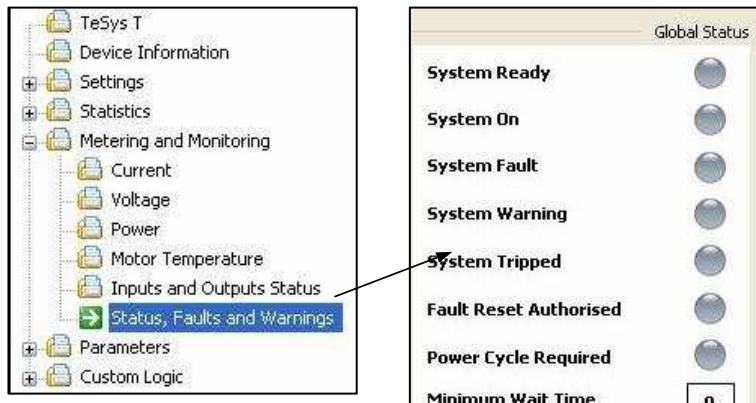 TeSys T
Device Information
Settings
Statistics
Metering and Monitoring
Current
Voltage
Power
Motor Temperature
Inputs and Outputs Status
Status, Faults and Warnings
Parameters
Custom Logic
Global Status
System Ready
System On
System Fault
System Warning
System Tripped
Fault Reset Authorised
Power Cycle Required
Minimum Wait Time 0